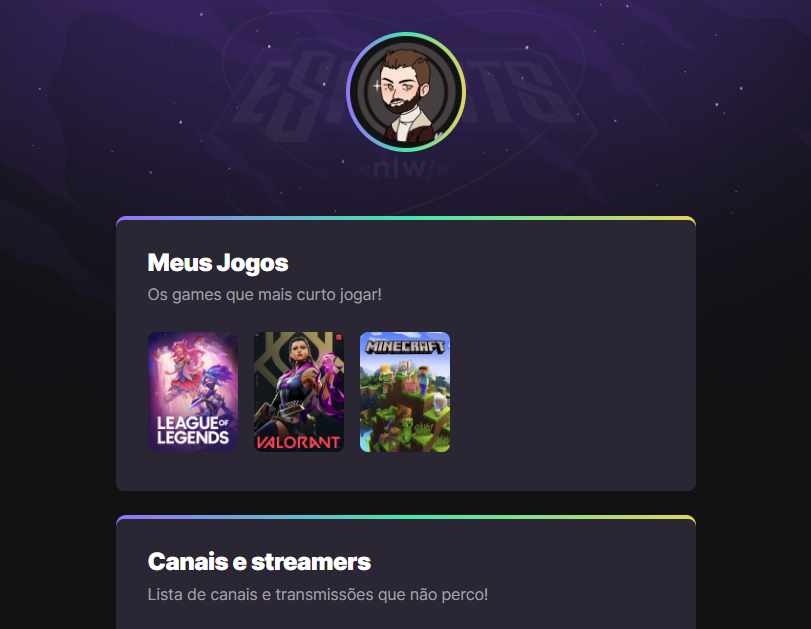 ESPORTS
<nlw/>
Meus Jogos
Os games que mais curto jogar!
LEAGUE OF
LEGENDS
VALORANT
MINECRAFT
Canais e streamers
Lista de canais e transmissões que não perco!